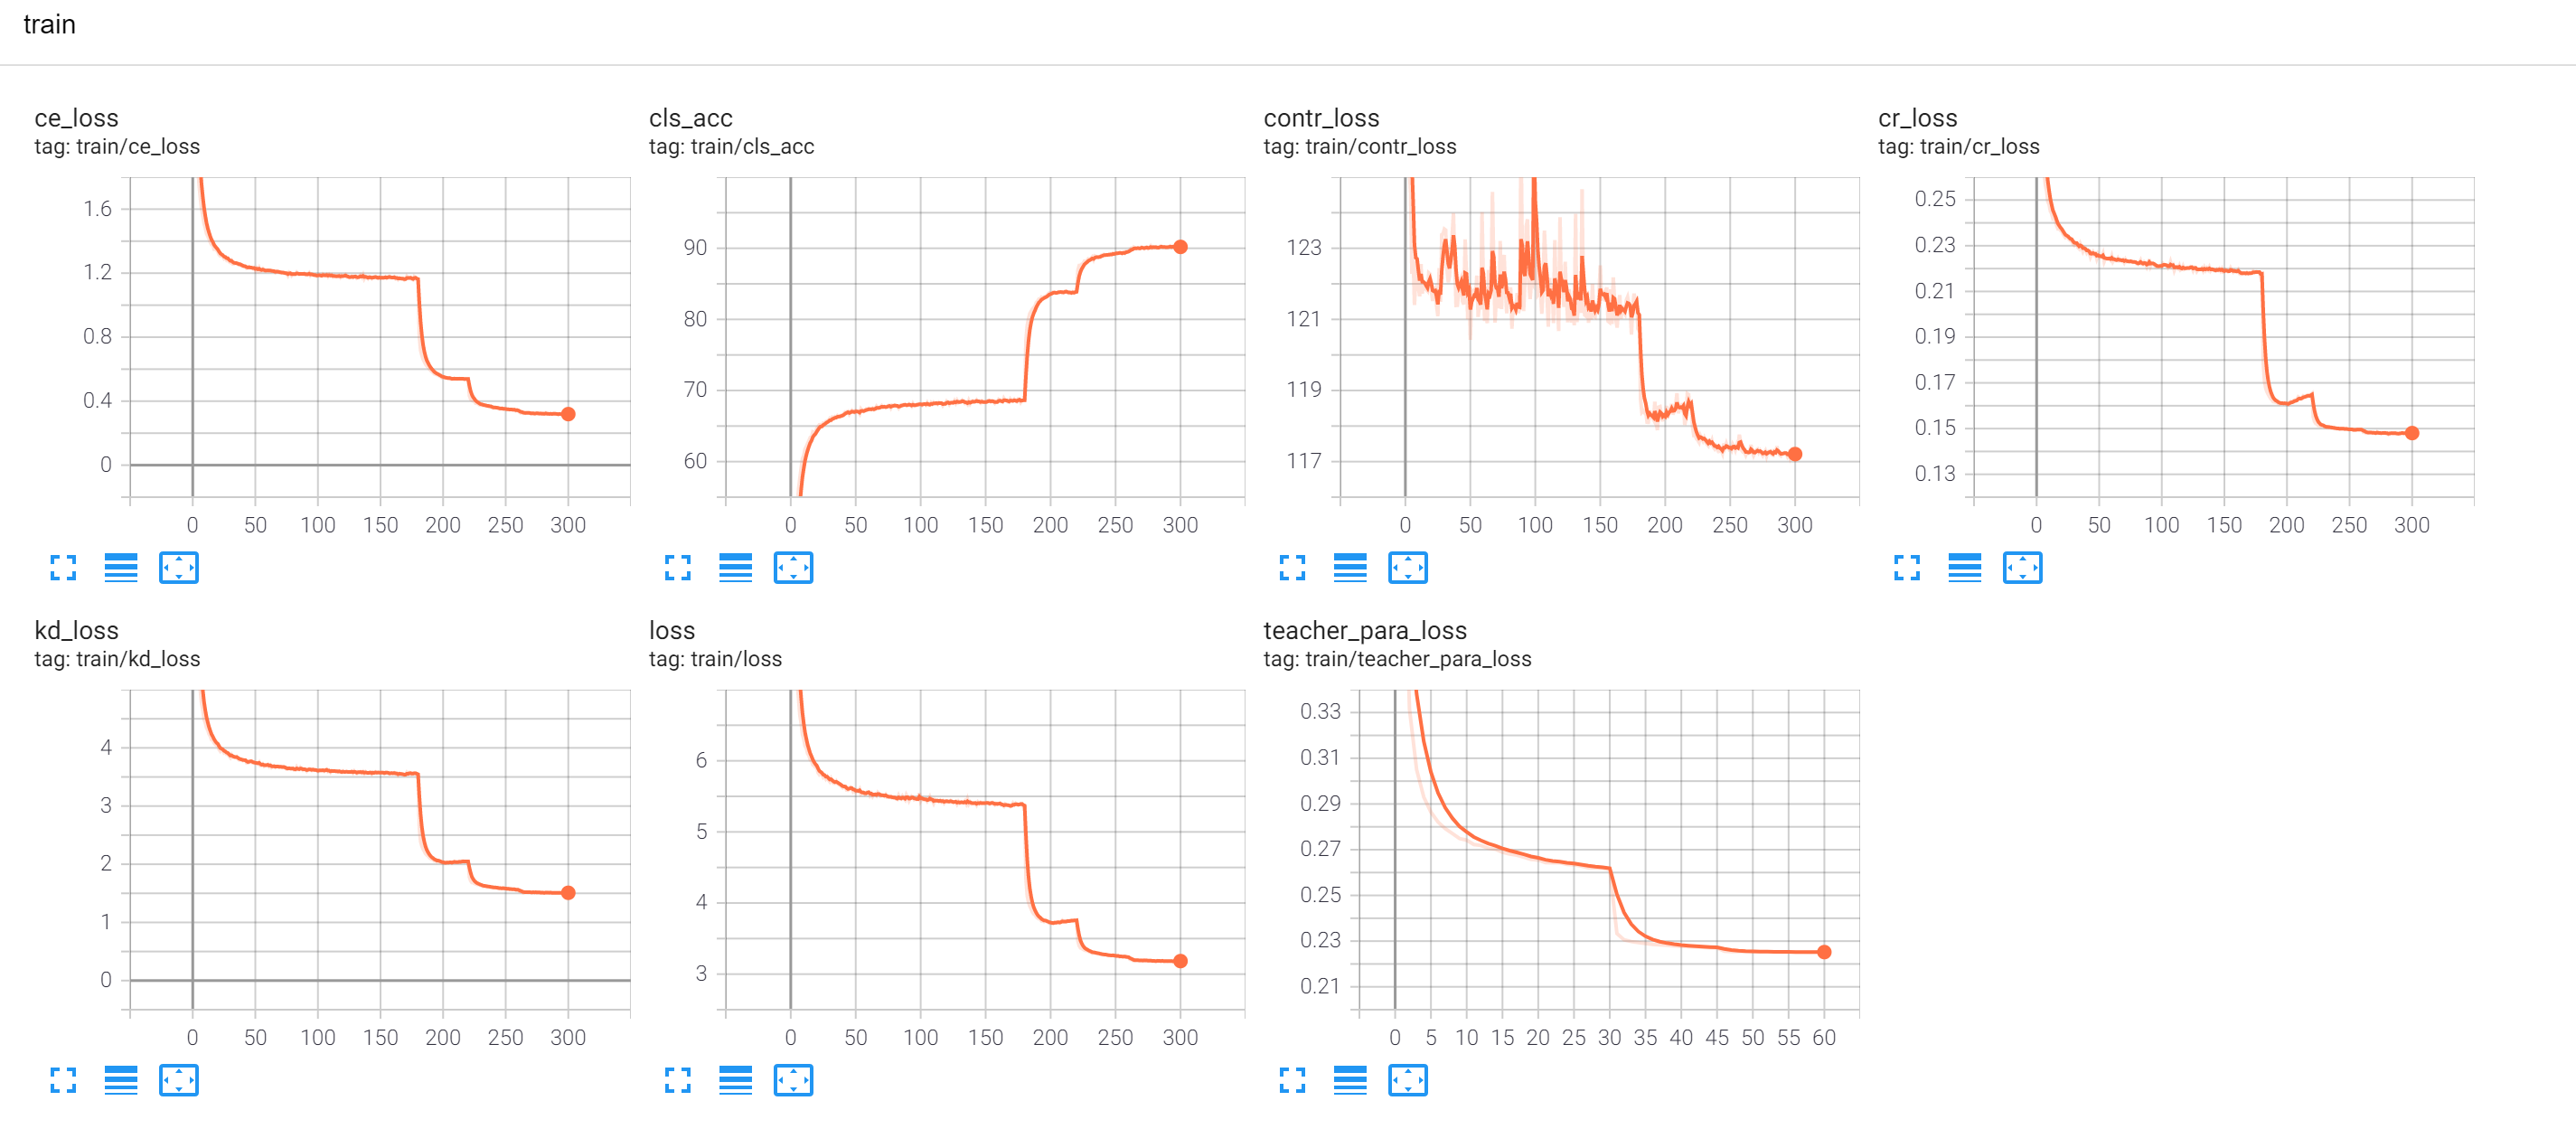 train
ce_loss
tag: train/ce_loss
1.6
1.2
0.8
0.4
0
0 50 100 150 200 250 300
cls_acc
tag: train/cls_acc
90
80
70
60
0 50 100 150 200 250 300
contr_loss
tag: train/contr_loss
123
121
119
117
0 50 100 150 200 250 300
cr_loss
tag: train/cr_loss
0.25
0.23
0.21
0.19
0.17
0.15
0.13
0 50 100 150 200 250 300
kd_loss
tag: train/kd_loss
4
3
2
1
0
0 50 100 150 200 250 300
loss
tag: train/loss
6
5
4
3
0 50 100 150 200 250 300
teacher_para_loss
tag: train/teacher_para_loss
0.33
0.31
0.29
0.27
0.25
0.23
0.21
0 5 10 15 20 25 30 35 40 45 50 55 60